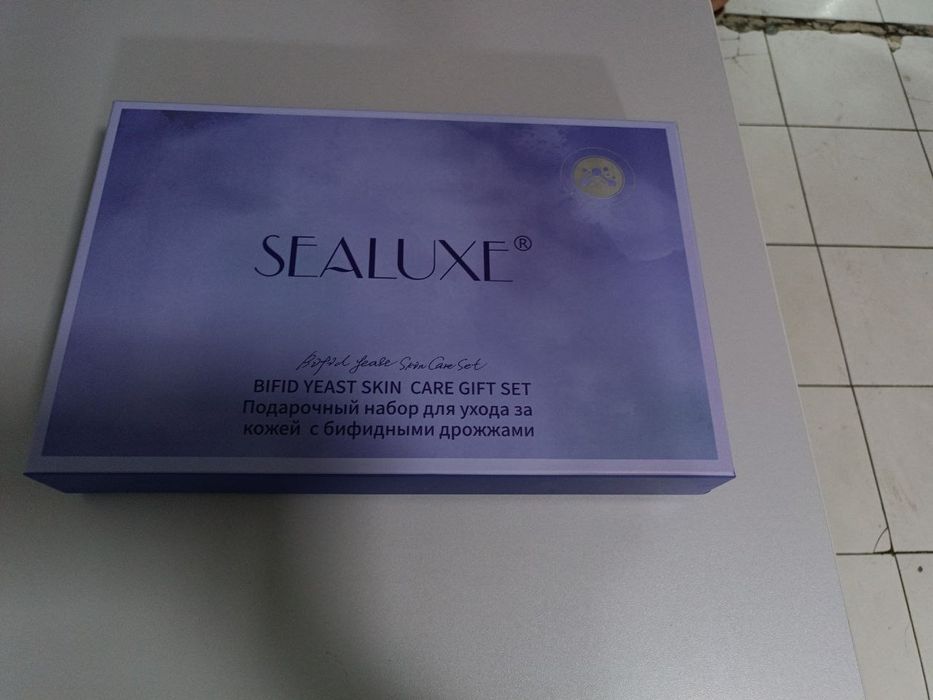 SEALUXE®
Bifid Yease Skin Care Set
BIFID YEAST SKIN CARE GIFT SET
Подарочный набор для ухода за
кожей с бифидными дрожжами